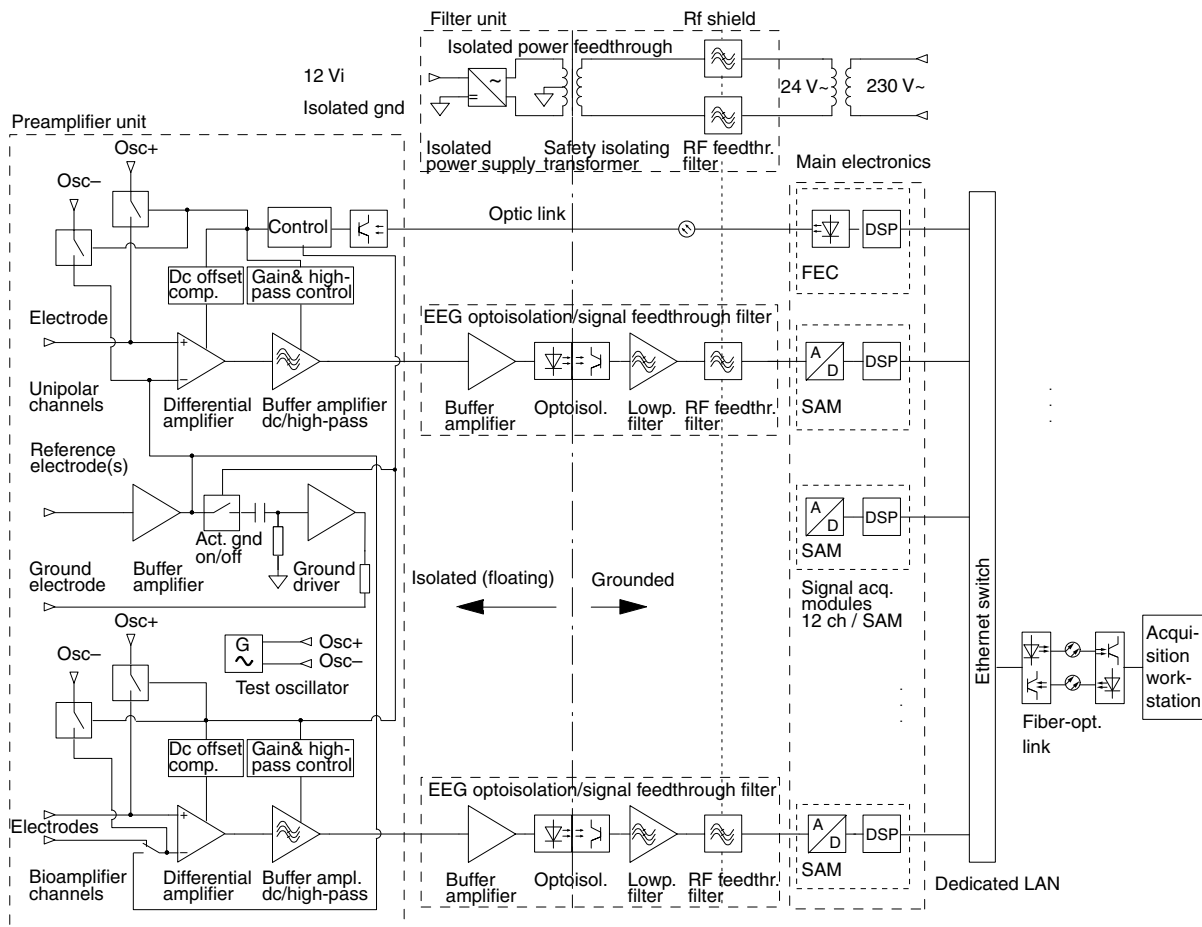 Filter unit
Rf shield
Isolated power feedthrough
12 Vi
~
=
24 V~
230 V~
Isolated gnd
Preamplifier unit
Isolated
power supply
Safety isolating
transformer
RF feedthr.
filter
Main electronics
Osc+
Osc–
Optic link
Control
DSP
FEC
Dc offset
comp.
Gain& high-
pass control
Electrode
EEG optoisolation/signal feedthrough filter
+
–
A
D
DSP
Unipolar
channels
Differential
amplifier
Buffer amplifier
dc/high-pass
Buffer
amplifier
Optoisol.
Lowp.
filter
RF feedthr.
filter
SAM
Reference
electrode(s)
A
D
DSP
Act. gnd
on/off
SAM
Ground
electrode
Buffer
amplifier
Ground
driver
Isolated (floating)
Grounded
Signal acq.
modules
12 ch / SAM
Ethernet switch
Osc+
Osc–
G
~
Osc+
Osc–
Test oscillator
Acqui-
sition
work-
station
Fiber-opt.
link
Dc offset
comp.
Gain& high-
pass control
EEG optoisolation/signal feedthrough filter
Electrodes
+
–
A
D
DSP
Bioamplifier
channels
Differential
amplifier
Buffer ampl.
dc/high-pass
Buffer
amplifier
Optoisol.
Lowp.
filter
RF feedthr.
filter
SAM
Dedicated LAN